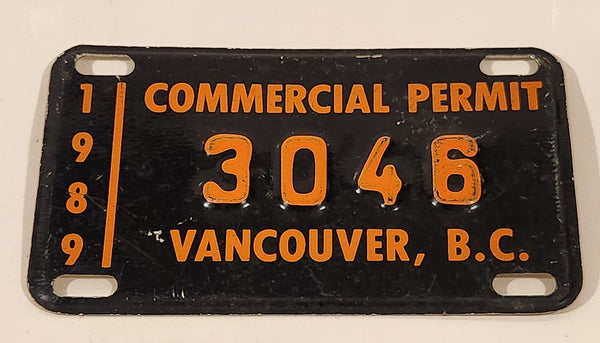 1989
COMMERCIAL PERMIT
3046
VANCOUVER, B.C.